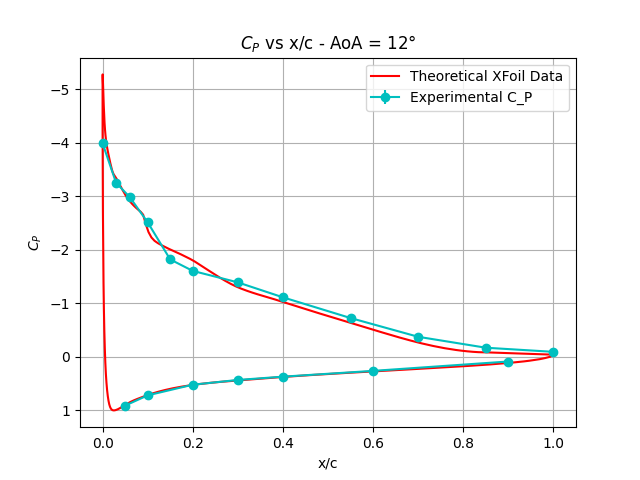 C_P vs x/c - AoA = 12°
Theoretical XFoil Data
Experimental C_P
C_P
−5
−4
−3
−2
−1
0
1
0.0 0.2 0.4 0.6 0.8 1.0
x/c